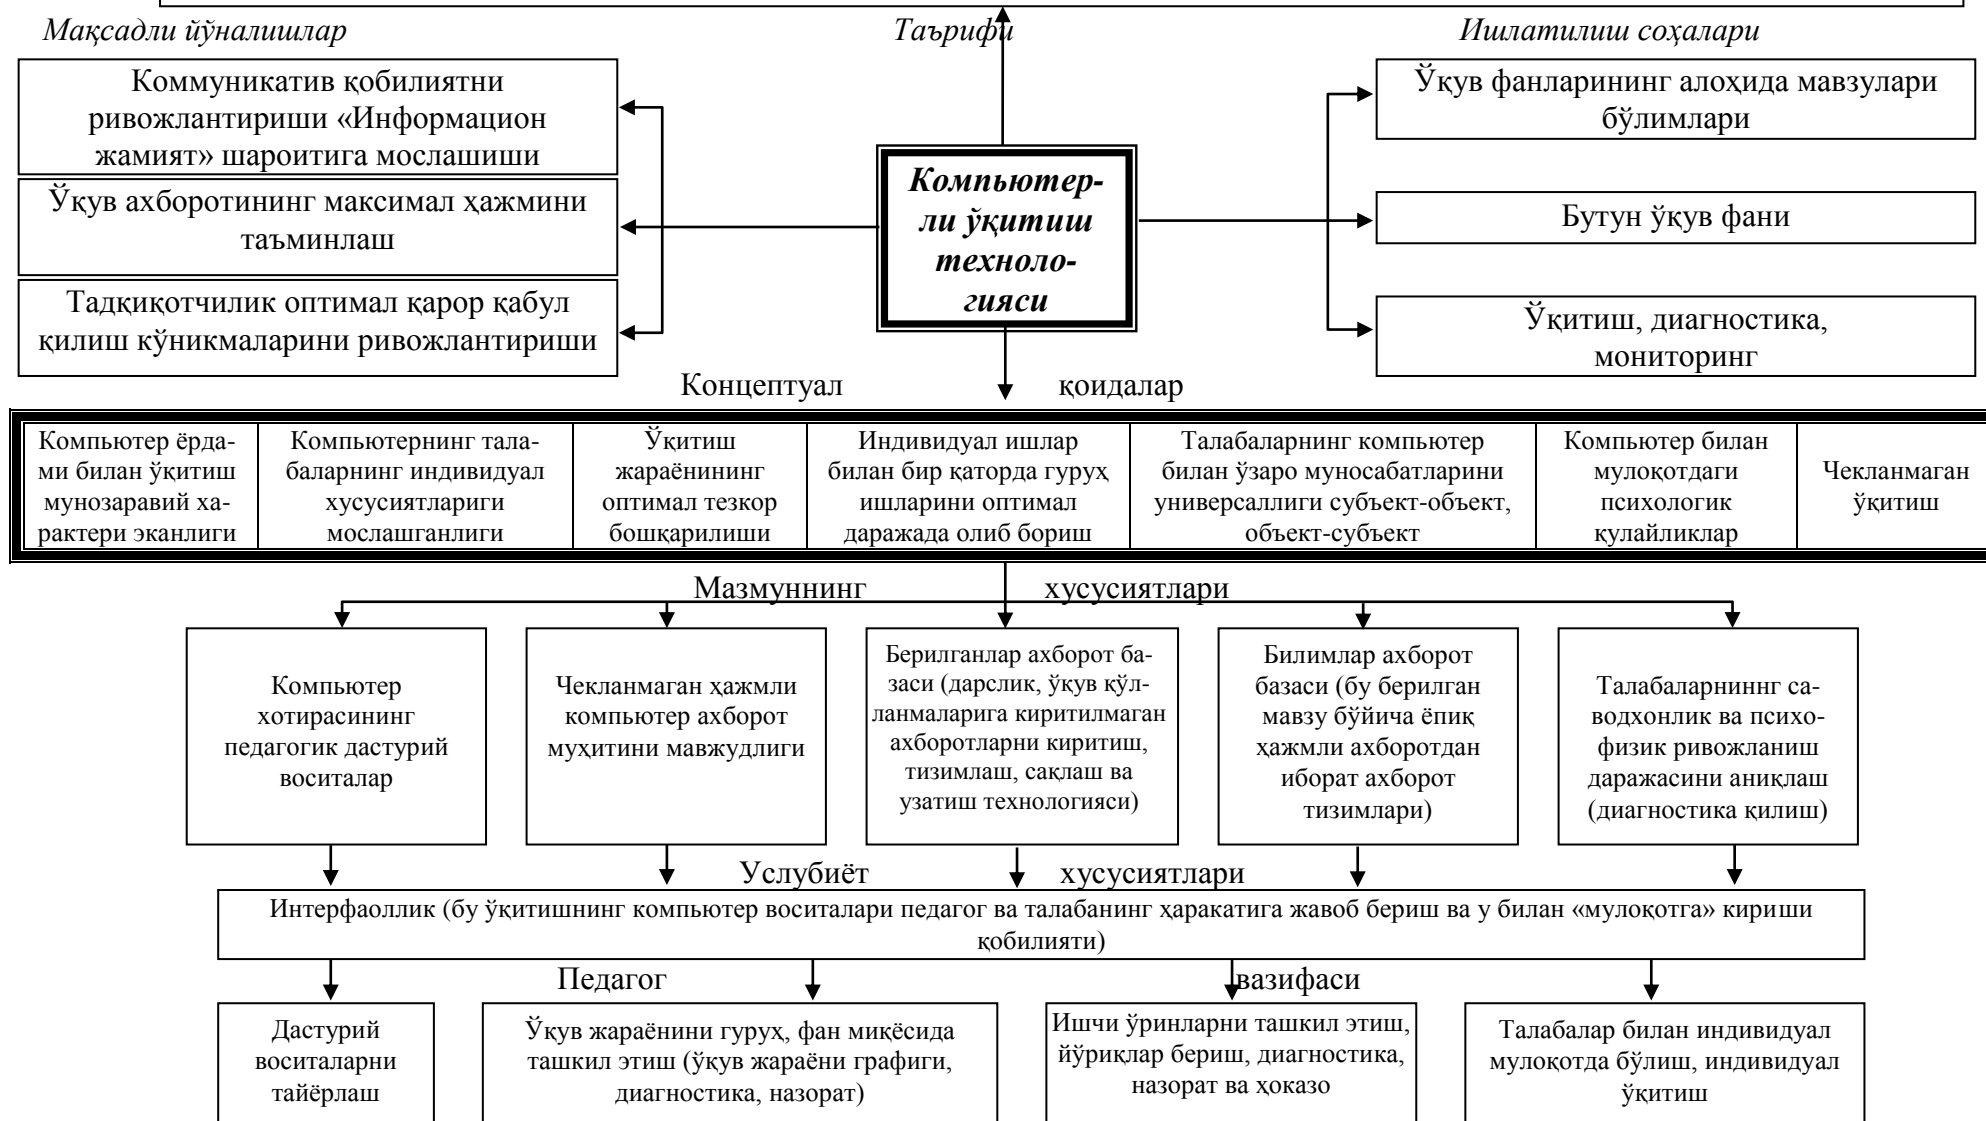 Мақсадли йўналишлар
Таърифи
Ишлатилиш соҳалари
Коммуникатив қобилиятни
ривожлантириши «Информацион
жамият» шароитига мослашиши
Ўқув ахборотининг максимал ҳажмини
таъминлаш
Тадқиқотчилик оптимал қарор қабул
қилиш кўникмаларини ривожлантириши
Компьютер-
ли ўқитиш
техноло-
гияси
Ўқув фанларининг алоҳида мавзулари
бўлимлари
Бутун ўқув фани
Ўқитиш, диагностика,
мониторинг
Концептуал қоидалар
Компьютер ёрда-
ми билан ўқитиш
мунозаравий ха-
рактери эканлиги
Компьютернинг тала-
баларнинг индивидуал
хусусиятлариги
мослашганлиги
Ўқитиш
жараёнининг
оптимал тезкор
бошқарилиши
Индивидуал ишлар
билан бир қаторда гуруҳ
ишларини оптимал
даражада олиб бориш
Талабаларнинг компьютер
билан ўзаро муносабатларини
универсаллиги субъект-объект,
объект-субъект
Компьютер билан
мулоқотдаги
психологик
қулайликлар
Чекланмаган
ўқитиш
Мазмуннинг хусусиятлари
Компьютер
хотирасининг
педагогик дастурий
воситалар
Чекланмаган ҳажмли
компьютер ахборот
муҳитини мавжудлиги
Берилганлар ахборот ба-
заси (дарслик, ўқув қўл-
ланмаларига киритилмаган
ахборотларни киритиш,
тизимлаш, сақлаш ва
узатиш технологияси)
Билимлар ахборот
базаси (бу берилган
мавзу бўйича ёпиқ
ҳажмли ахборотдан
иборат ахборот
тизимлари)
Талабаларниннг са-
водхонлик ва психо-
физик ривожланиш
даражасини аниқлаш
(диагностика қилиш)
Услубиёт хусусиятлари
Интерфаоллик (бу ўқитишнинг компьютер воситалари педагог ва талабанинг ҳаракатига жавоб бериш ва у билан «мулоқотга» кириши
қобилияти)
Педагог вазифаси
Дастурий
воситаларни
тайёрлаш
Ўқув жараёнини гуруҳ, фан миқёсида
ташкил этиш (ўқув жараёни графиги,
диагностика, назорат)
Ишчи ўринларни ташкил этиш,
йўриқлар бериш, диагностика,
назорат ва ҳоказо
Талабалар билан индивидуал
мулоқотда бўлиш, индивидуал
ўқитиш